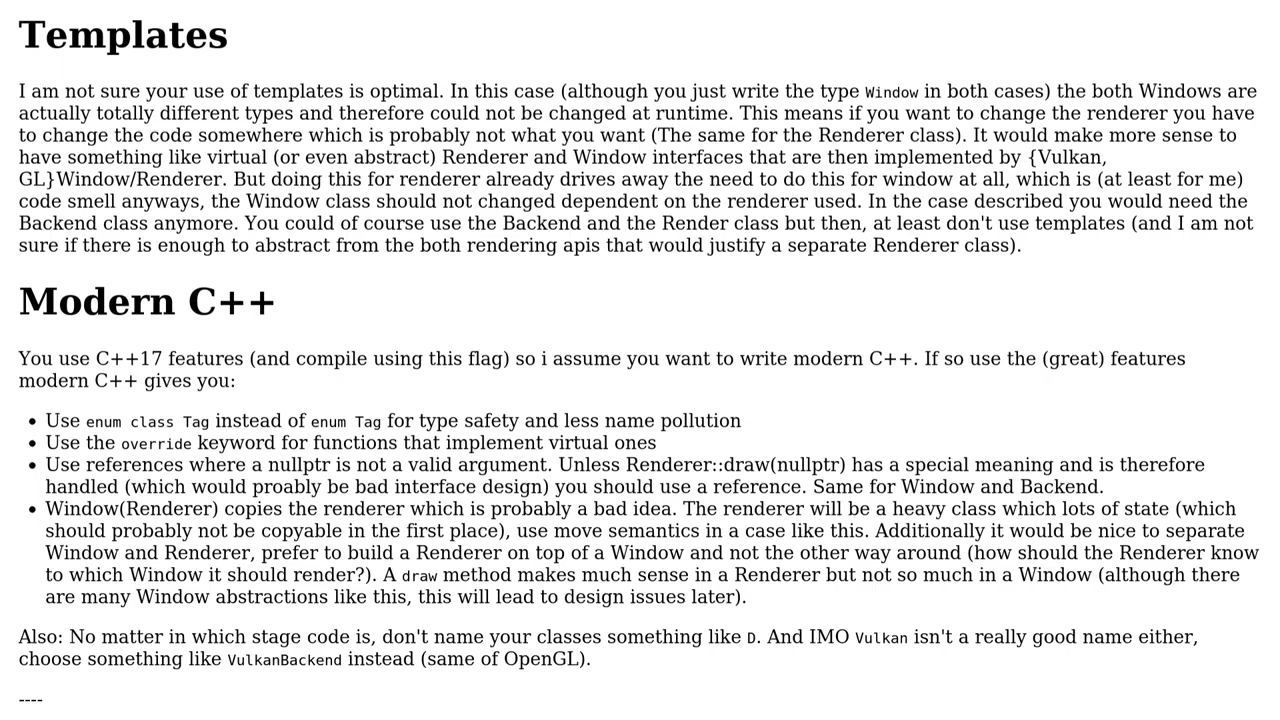 Templates
I am not sure your use of templates is optimal. In this case (although you just write the type Window in both cases) the both Windows are
actually totally different types and therefore could not be changed at runtime. This means if you want to change the renderer you have
to change the code somewhere which is probably not what you want (The same for the Renderer class). It would make more sense to
have something like virtual (or even abstract) Renderer and Window interfaces that are then implemented by {Vulkan,
GL}Window/Renderer. But doing this for renderer already drives away the need to do this for window at all, which is (at least for me)
code smell anyways, the Window class should not changed dependent on the renderer used. In the case described you would need the
Backend class anymore. You could of course use the Backend and the Render class but then, at least don't use templates (and I am not
sure if there is enough to abstract from the both rendering apis that would justify a separate Renderer class).
Modern C++
You use C++17 features (and compile using this flag) so i assume you want to write modern C++. If so use the (great) features
modern C++ gives you:
• Use enum class Tag instead of enum Tag for type safety and less name pollution
• Use the override keyword for functions that implement virtual ones
• Use references where a nullptr is not a valid argument. Unless Renderer::draw(nullptr) has a special meaning and is therefore
handled (which would proably be bad interface design) you should use a reference. Same for Window and Backend.
• Window(Renderer) copies the renderer which is probably a bad idea. The renderer will be a heavy class which lots of state (which
should probably not be copyable in the first place), use move semantics in a case like this. Additionally it would be nice to separate
Window and Renderer, prefer to build a Renderer on top of a Window and not the other way around (how should the Renderer know
to which Window it should render?). A draw method makes much sense in a Renderer but not so much in a Window (although there
are many Window abstractions like this, this will lead to design issues later).
Also: No matter in which stage code is, don't name your classes something like D. And IMO Vulkan isn't a really good name either,
choose something like VulkanBackend instead (same of OpenGL).
----